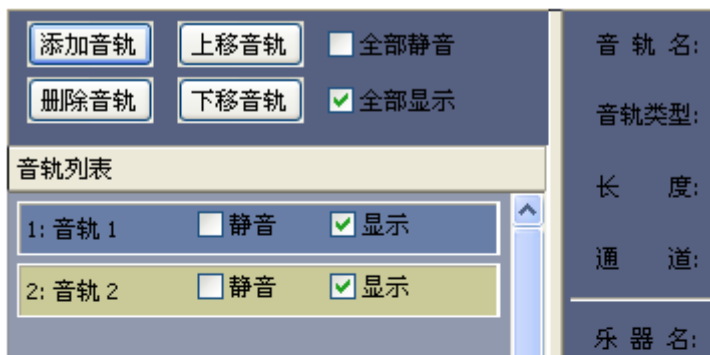 添加音轨 上移音轨 全部静音
删除音轨 下移音轨 全部显示
音轨列表
1: 音轨 1 静音 显示
2: 音轨 2 静音 显示
音 轨 名:
音轨类型:
长 度:
通 道:
乐 器 名: